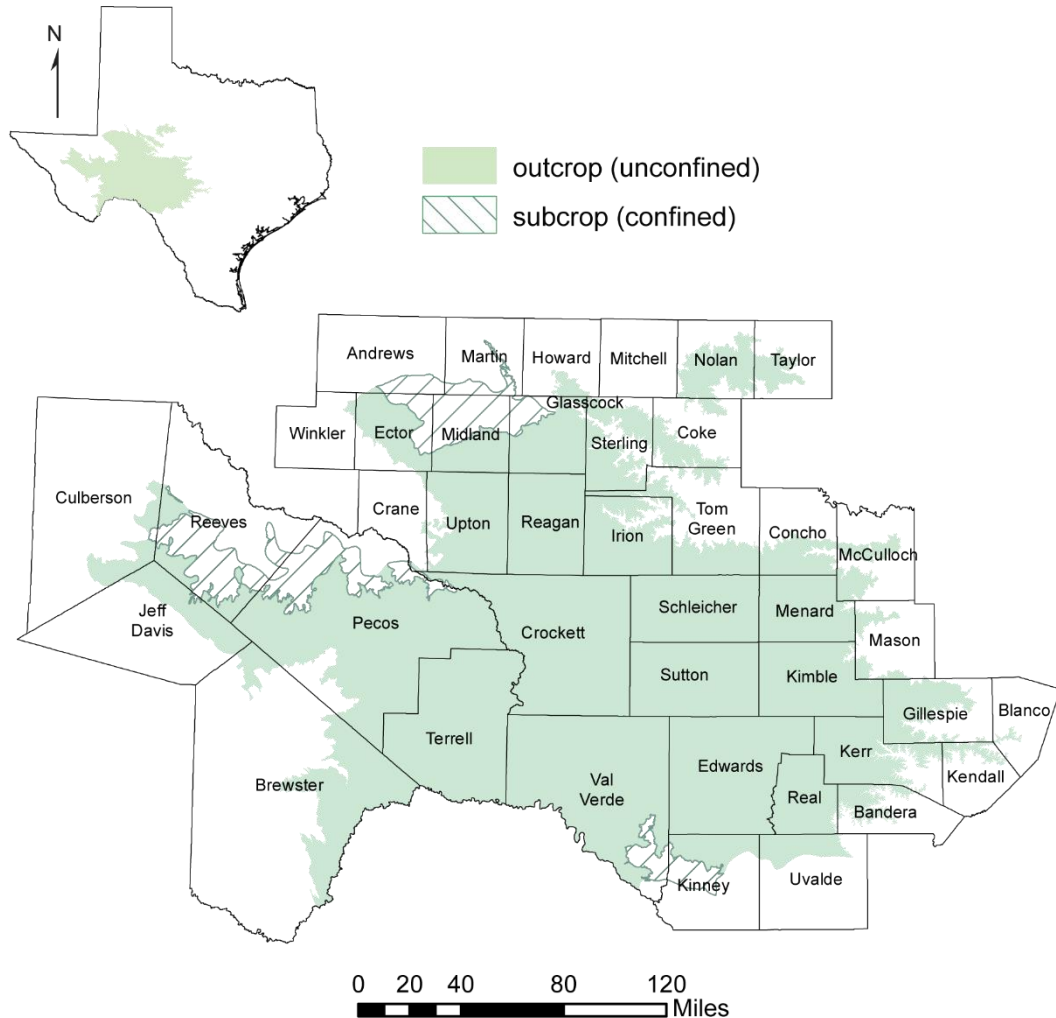 N
outcrop (unconfined)
subcrop (confined)
Andrews
Martin
Howard
Mitchell
Nolan
Taylor
Glasscock
Winkler
Ector
Midland
Sterling
Coke
Culberson
Reeves
Crane
Upton
Reagan
Irion
Tom
Green
Concho
McCulloch
Jeff
Davis
Pecos
Crockett
Schleicher
Menard
Mason
Sutton
Kimble
Gillespie
Blanco
Terrell
Kerr
Kendall
Brewster
Val
Verde
Edwards
Real
Bandera
Kinney
Uvalde
0 20 40 80 120
Miles